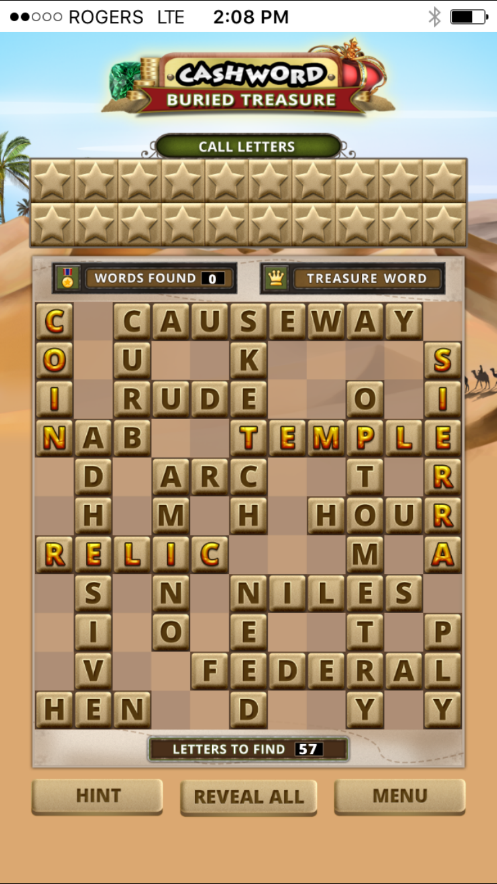 ROGERS LTE 2:08 PM
CASHWORD
BURIED TREASURE
CALL LETTERS
WORDS FOUND 0 TREASURE WORD
C CAUSEWAY
O U K S
I RUDE O I
NAB TEMPLE
D ARC T R
H M H HOUR
RELIC M A
S N NILES
I O E T P
V FEDERAL
HEN D Y Y
LETTERS TO FIND 57
HINT REVEAL ALL MENU